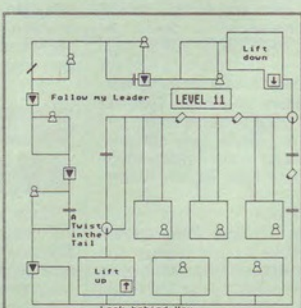 Lift
down
Follow my Leader
LEVEL 11
A
Twist
in the
Tail
Lift
up